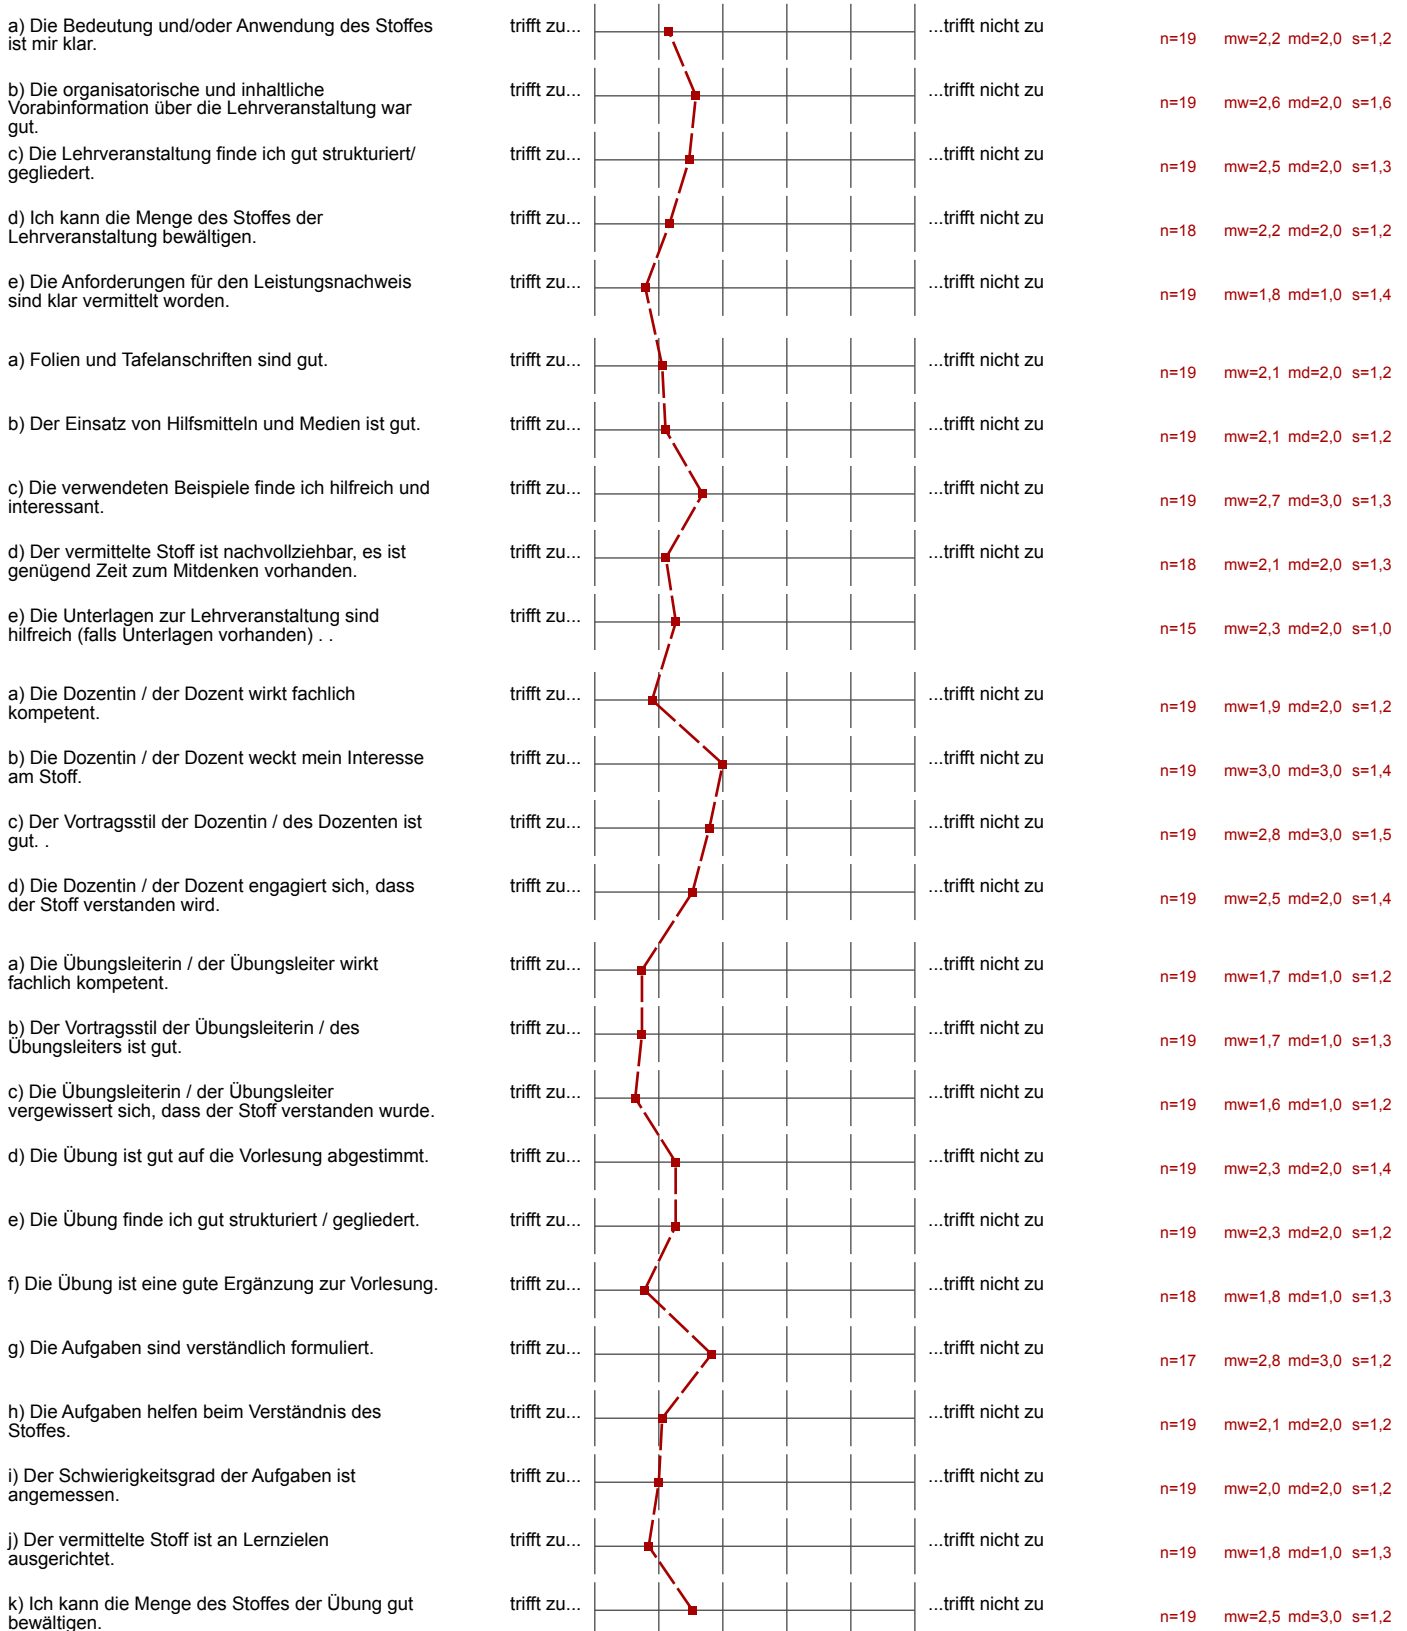 a) Die Bedeutung und/oder Anwendung des Stoffes
ist mir klar.
trifft zu...
...trifft nicht zu
n=19 mw=2,2 md=2,0 s=1,2
b) Die organisatorische und inhaltliche
Vorabinformation über die Lehrveranstaltung war
gut.
trifft zu...
...trifft nicht zu
n=19 mw=2,6 md=2,0 s=1,6
c) Die Lehrveranstaltung finde ich gut strukturiert/
gegliedert.
trifft zu...
...trifft nicht zu
n=19 mw=2,5 md=2,0 s=1,3
d) Ich kann die Menge des Stoffes der
Lehrveranstaltung bewältigen.
trifft zu...
...trifft nicht zu
n=18 mw=2,2 md=2,0 s=1,2
e) Die Anforderungen für den Leistungsnachweis
sind klar vermittelt worden.
trifft zu...
...trifft nicht zu
n=19 mw=1,8 md=1,0 s=1,4
a) Folien und Tafelanschriften sind gut.
trifft zu...
...trifft nicht zu
n=19 mw=2,1 md=2,0 s=1,2
b) Der Einsatz von Hilfsmitteln und Medien ist gut.
trifft zu...
...trifft nicht zu
n=19 mw=2,1 md=2,0 s=1,2
c) Die verwendeten Beispiele finde ich hilfreich und
interessant.
trifft zu...
...trifft nicht zu
n=19 mw=2,7 md=3,0 s=1,3
d) Der vermittelte Stoff ist nachvollziehbar, es ist
genügend Zeit zum Mitdenken vorhanden.
trifft zu...
...trifft nicht zu
n=18 mw=2,1 md=2,0 s=1,3
e) Die Unterlagen zur Lehrveranstaltung sind
hilfreich (falls Unterlagen vorhanden) . .
trifft zu...
...trifft nicht zu
n=15 mw=2,3 md=2,0 s=1,0
a) Die Dozentin / der Dozent wirkt fachlich
kompetent.
trifft zu...
...trifft nicht zu
n=19 mw=1,9 md=2,0 s=1,2
b) Die Dozentin / der Dozent weckt mein Interesse
am Stoff.
trifft zu...
...trifft nicht zu
n=19 mw=3,0 md=3,0 s=1,4
c) Der Vortragsstil der Dozentin / des Dozenten ist
gut. .
trifft zu...
...trifft nicht zu
n=19 mw=2,8 md=3,0 s=1,5
d) Die Dozentin / der Dozent engagiert sich, dass
der Stoff verstanden wird.
trifft zu...
...trifft nicht zu
n=19 mw=2,5 md=2,0 s=1,4
a) Die Übungsleiterin / der Übungsleiter wirkt
fachlich kompetent.
trifft zu...
...trifft nicht zu
n=19 mw=1,7 md=1,0 s=1,2
b) Der Vortragsstil der Übungsleiterin / des
Übungsleiters ist gut.
trifft zu...
...trifft nicht zu
n=19 mw=1,7 md=1,0 s=1,3
c) Die Übungsleiterin / der Übungsleiter
vergewissert sich, dass der Stoff verstanden wurde.
trifft zu...
...trifft nicht zu
n=19 mw=1,6 md=1,0 s=1,2
d) Die Übung ist gut auf die Vorlesung abgestimmt.
trifft zu...
...trifft nicht zu
n=19 mw=2,3 md=2,0 s=1,4
e) Die Übung finde ich gut strukturiert / gegliedert.
trifft zu...
...trifft nicht zu
n=19 mw=2,3 md=2,0 s=1,2
f) Die Übung ist eine gute Ergänzung zur Vorlesung.
trifft zu...
...trifft nicht zu
n=18 mw=1,8 md=1,0 s=1,3
g) Die Aufgaben sind verständlich formuliert.
trifft zu...
...trifft nicht zu
n=17 mw=2,8 md=3,0 s=1,2
h) Die Aufgaben helfen beim Verständnis des
Stoffes.
trifft zu...
...trifft nicht zu
n=19 mw=2,1 md=2,0 s=1,2
i) Der Schwierigkeitsgrad der Aufgaben ist
angemessen.
trifft zu...
...trifft nicht zu
n=19 mw=2,0 md=2,0 s=1,2
j) Der vermittelte Stoff ist an Lernzielen
ausgerichtet.
trifft zu...
...trifft nicht zu
n=19 mw=1,8 md=1,0 s=1,3
k) Ich kann die Menge des Stoffes der Übung gut
bewältigen.
trifft zu...
...trifft nicht zu
n=19 mw=2,5 md=3,0 s=1,2